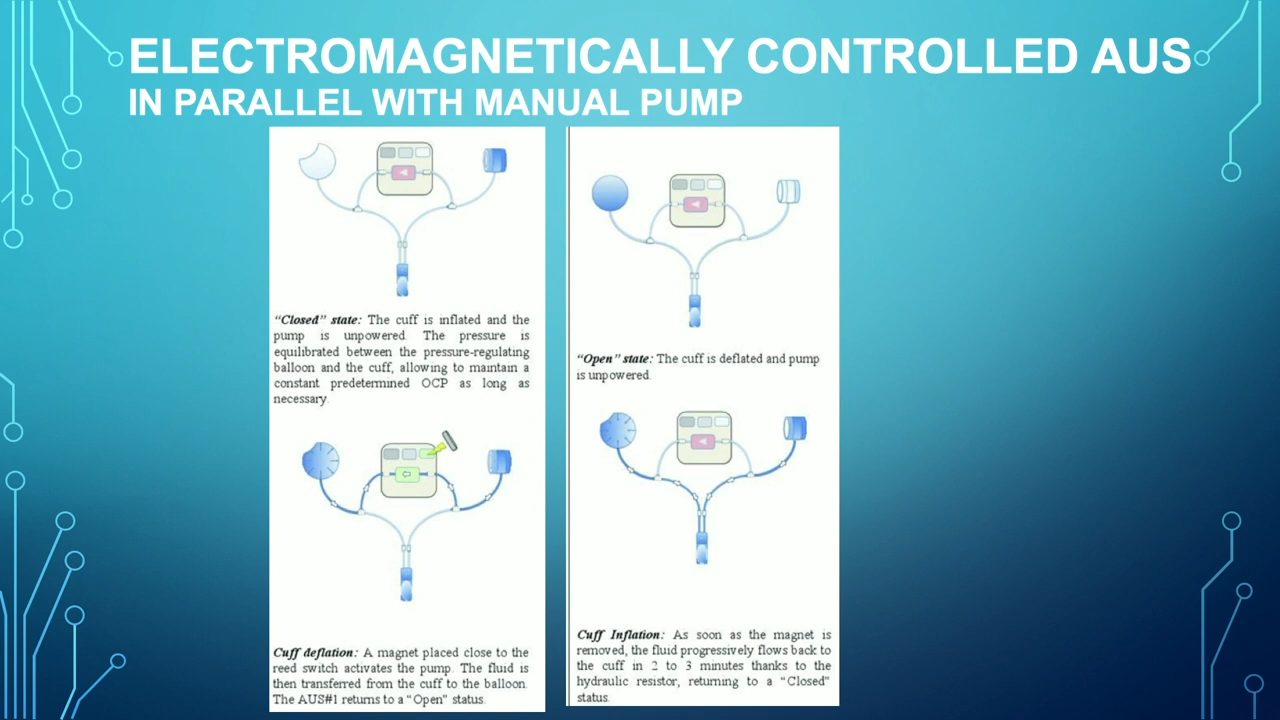 ELECTROMAGNETICALLY CONTROLLED AUS
IN PARALLEL WITH MANUAL PUMP
“Closed” state: The cuff is inflated and the
pump is unpowered. The pressure is
equilibrated between the pressure-regulating
balloon and the cuff, allowing to maintain a
constant predetermined OCP as long as
necessary.
Cuff deflation: A magnet placed close to the
reed switch activates the pump. The fluid is
then transferred from the cuff to the balloon.
The AUS#1 returns to a “Open” status.
“Open” state: The cuff is deflated and pump
is unpowered.
Cuff Inflation: As soon as the magnet is
removed, the fluid progressively flows back to
the cuff in 2 to 3 minutes thanks to the
hydraulic resistor, returning to a “Closed”
status.